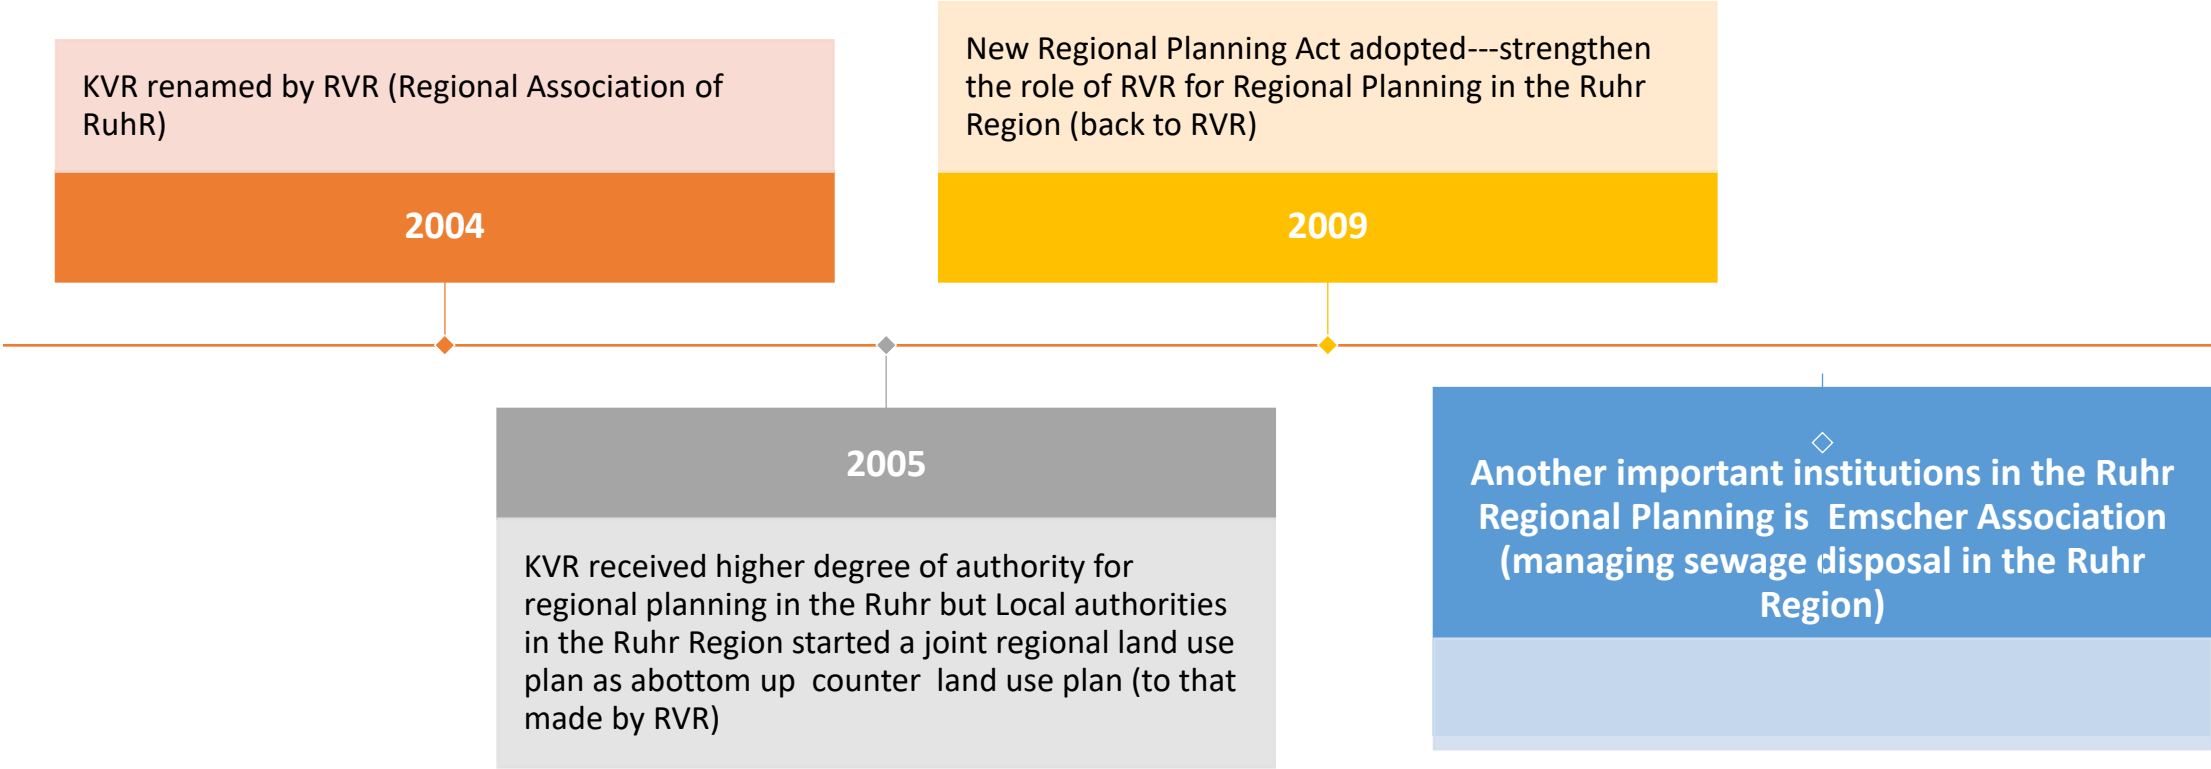 KVR renamed by RVR (Regional Association of
RuhR)
2004
2005
KVR received higher degree of authority for
regional planning in the Ruhr but Local authorities
in the Ruhr Region started a joint regional land use
plan as abottom up  counter  land use plan (to that
made by RVR)
New Regional Planning Act adopted---strengthen
the role of RVR for Regional Planning in the Ruhr
Region (back to RVR)
2009
Another important institutions in the Ruhr
Regional Planning is  Emscher Association
(managing sewage disposal in the Ruhr
Region)